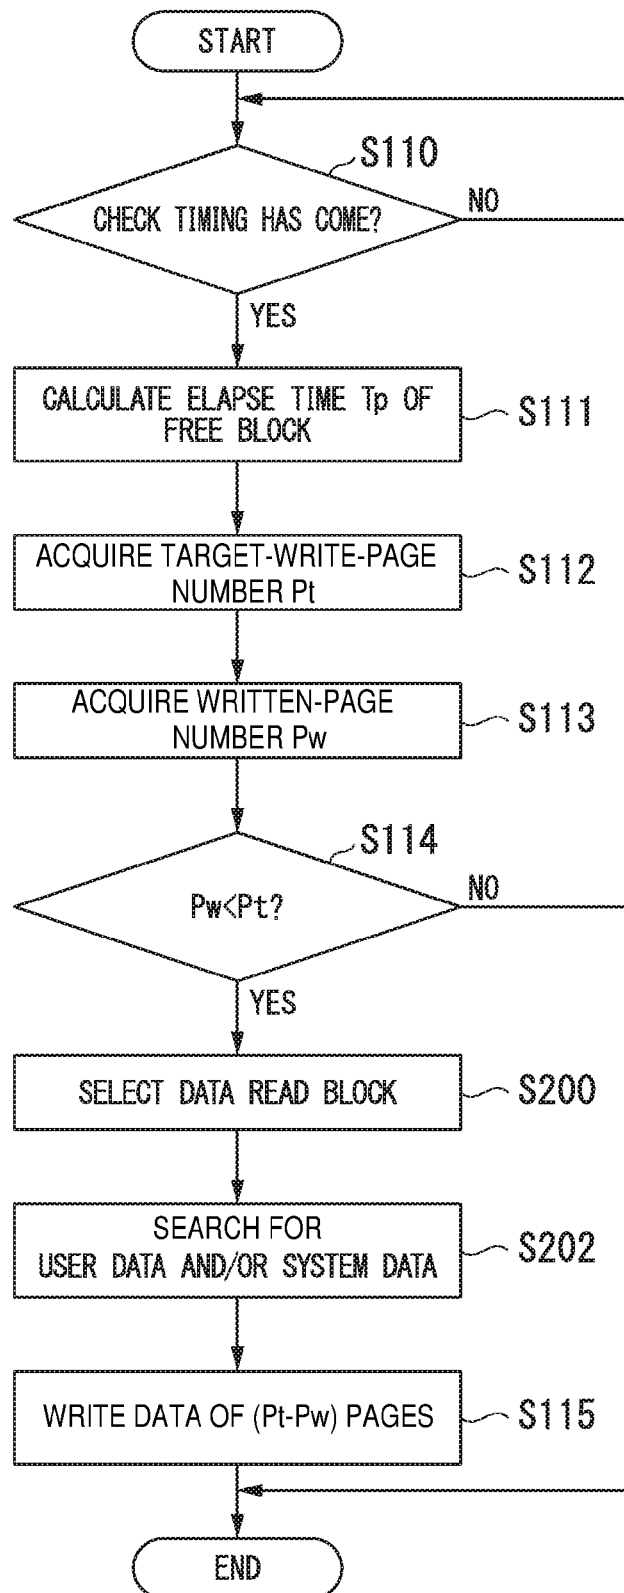 START
S110
CHECK TIMING HAS COME?
NO
YES
CALCULATE ELAPSE TIME Tp OF
FREE BLOCK
S111
ACQUIRE TARGET-WRITE-PAGE
NUMBER Pt
S112
ACQUIRE WRITTEN-PAGE
NUMBER Pw
S113
S114
Pw<Pt?
NO
YES
SELECT DATA READ BLOCK
S200
SEARCH FOR
USER DATA AND/OR SYSTEM DATA
S202
WRITE DATA OF (Pt-Pw) PAGES
S115
END